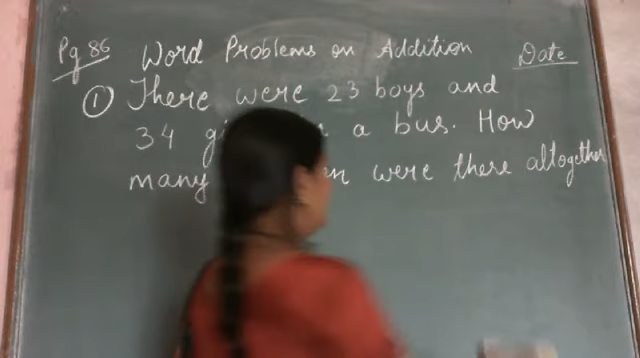 Pg 86 Word Problems on Addition Date
① There were 23 boys and
34 a bus. How
many were there altogether